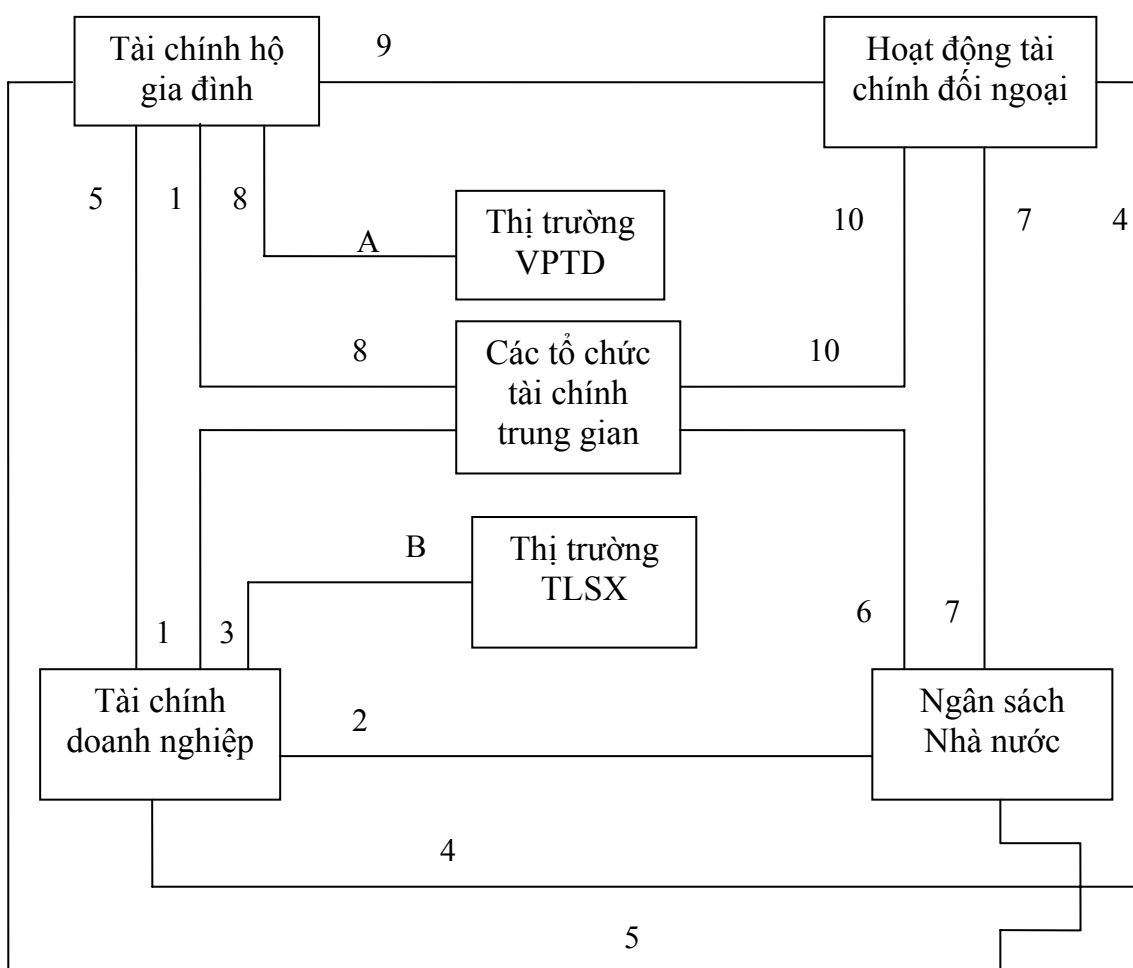 Tài chính hộ
gia đình
9
Hoạt động tài
chính đối ngoại
5
1
8
10
7
4
Thị trường
VPTD
A
8
Các tổ chức
tài chính
trung gian
10
B
Thị trường
TLSX
1
3
6
7
Tài chính
doanh nghiệp
2
Ngân sách
Nhà nước
4
5